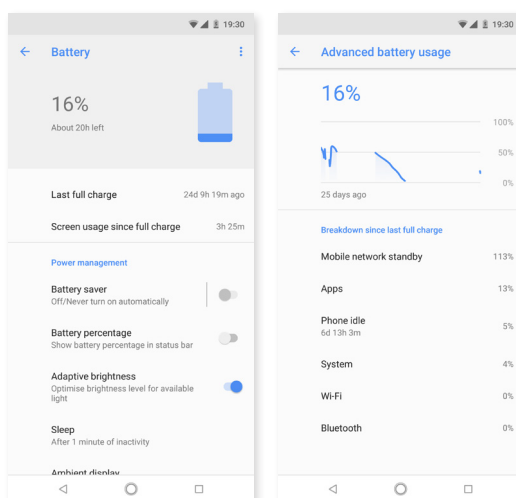 19:30
Battery
16%
About 20h left
Last full charge 24d 9h 19m ago
Screen usage since full charge 3h 25m
Power management
Battery saver
Off/Never turn on automatically
Battery percentage
Show battery percentage in status bar
Adaptive brightness
Optimise brightness level for available
light
Sleep
After 1 minute of inactivity
Ambient display
19:30
Advanced battery usage
16%
100%
50%
0%
25 days ago
Breakdown since last full charge
Mobile network standby 113%
Apps 13%
Phone idle
6d 13h 3m 5%
System 4%
Wi-Fi 0%
Bluetooth 0%